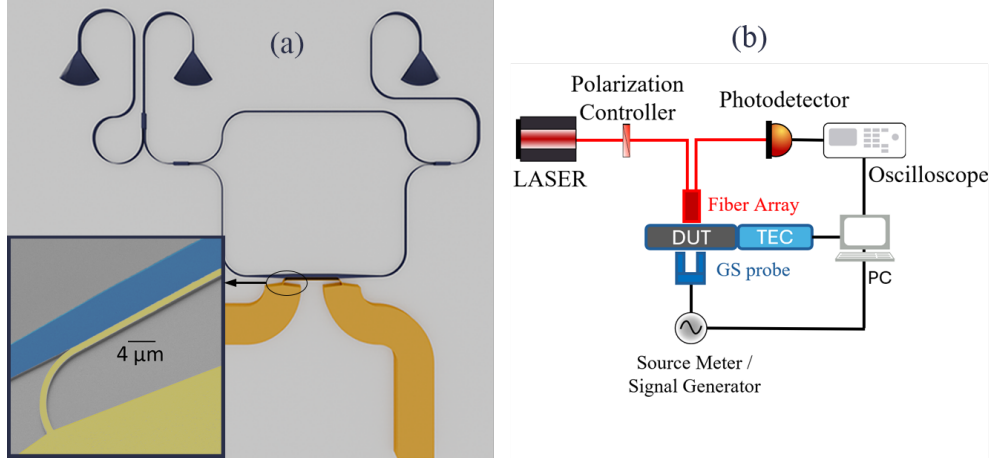 (a)
4 μm
(b)
Polarization
Controller
Photodetector
LASER
Oscilloscope
Fiber Array
DUT
TEC
GS probe
PC
Source Meter /
Signal Generator